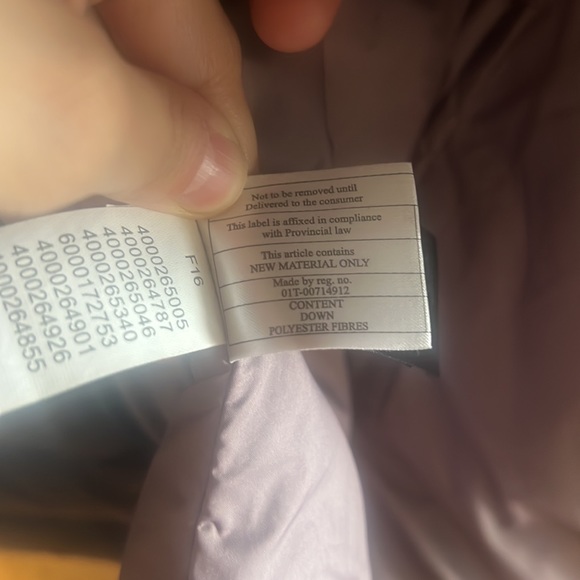 F16
4000265005
4000264787
4000265046
4000265340
6000172753
4000264901
4000264926
000264855
Not to be removed until
Delivered to the consumer
This label is affixed in compliance
with Provincial law
This article contains
NEW MATERIAL ONLY
Made by reg. no.
01T-00714912
CONTENT
DOWN
POLYESTER FIBRES